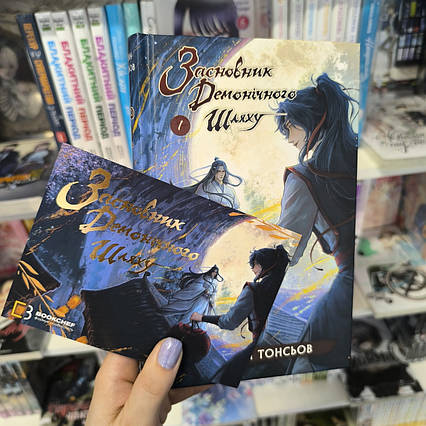 БЛАКИТНИЙ ПЕРІОД
БЛАКИТНИЙ ПЕРІОД
БЛАКИТНИЙ ПЕРІОД
Засновник
Демонічного
Шляху
1
ТОНСЬОВ
Засновник
Демонічного
Шляху
BOOKCHEF